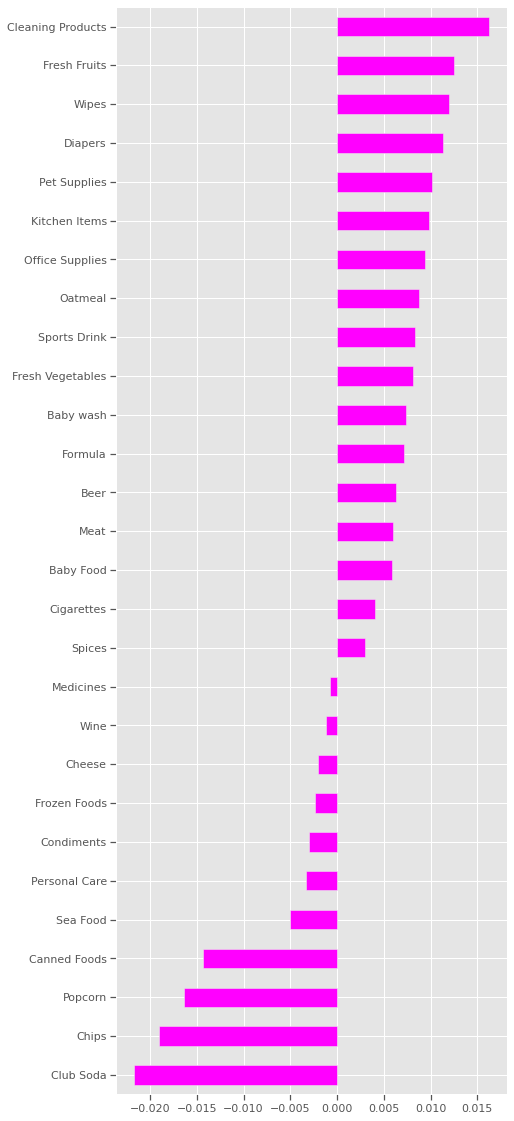 Cleaning Products
Fresh Fruits
Wipes
Diapers
Pet Supplies
Kitchen Items
Office Supplies
Oatmeal
Sports Drink
Fresh Vegetables
Baby wash
Formula
Beer
Meat
Baby Food
Cigarettes
Spices
Medicines
Wine
Cheese
Frozen Foods
Condiments
Personal Care
Sea Food
Canned Foods
Popcorn
Chips
Club Soda
−0.020 −0.015 −0.010 −0.005 0.000 0.005 0.010 0.015